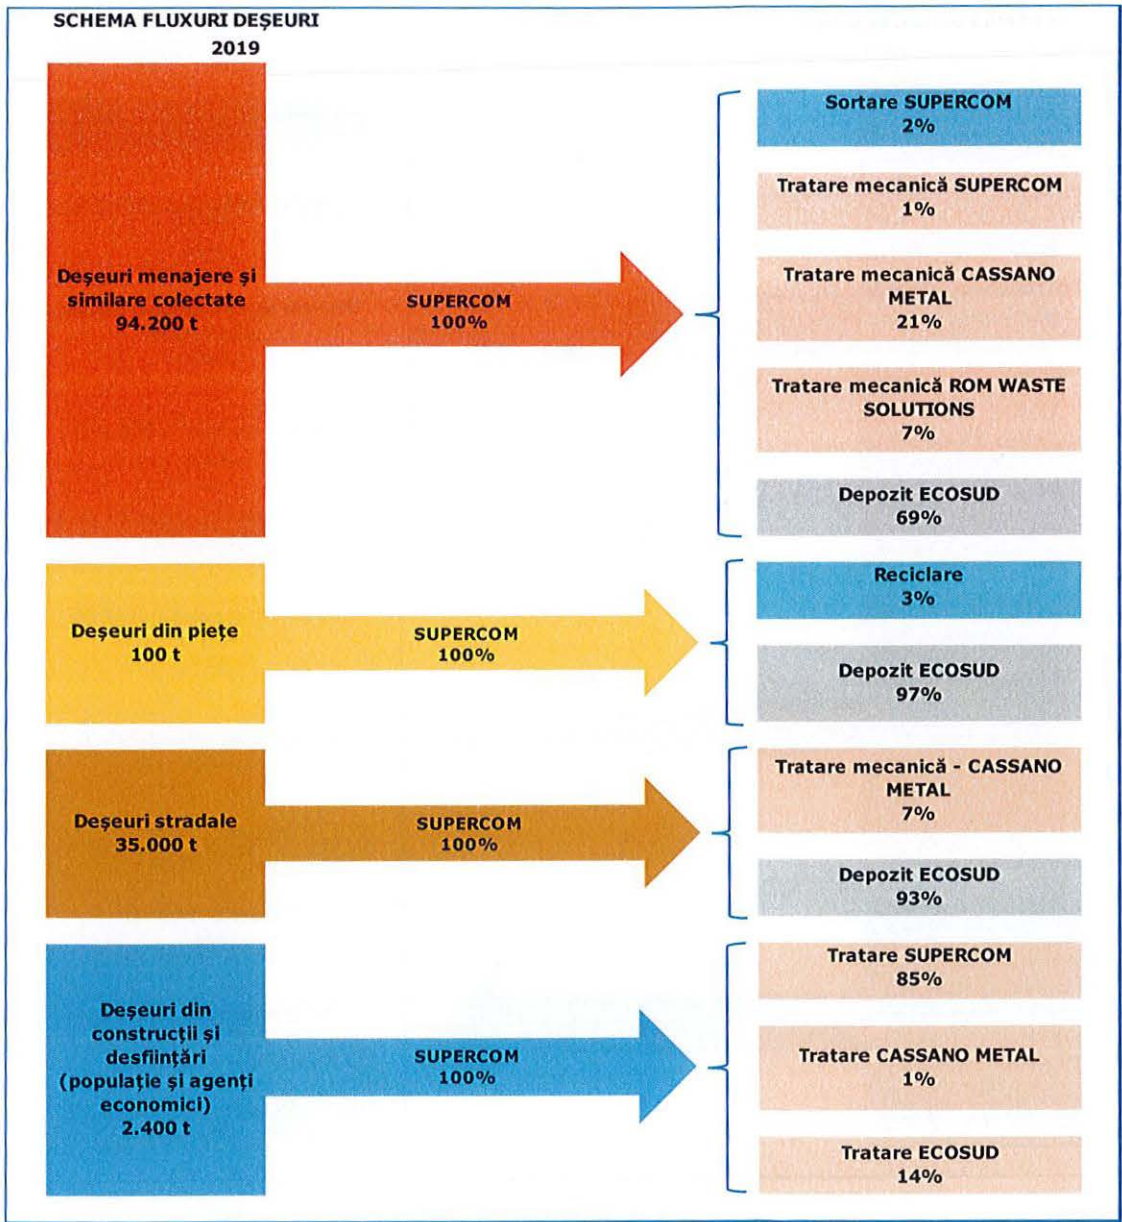 SCHEMA FLUXURI DEȘEURI
2019
Deșeuri menajere și
similare colectate
94.200 t
SUPERCOM
100%
Sortare SUPERCOM
2%
Tratare mecanică SUPERCOM
1%
Tratare mecanică CASSANO
METAL
21%
Tratare mecanică ROM WASTE
SOLUTIONS
7%
Depozit ECOSUD
69%
Deșeuri din piețe
100 t
SUPERCOM
100%
Reciclare
3%
Depozit ECOSUD
97%
Deșeuri stradale
35.000 t
SUPERCOM
100%
Tratare mecanică - CASSANO
METAL
7%
Depozit ECOSUD
93%
Deșeuri din
construcții și
desființări
(populație și agenți
economici)
2.400 t
SUPERCOM
100%
Tratare SUPERCOM
85%
Tratare CASSANO METAL
1%
Tratare ECOSUD
14%